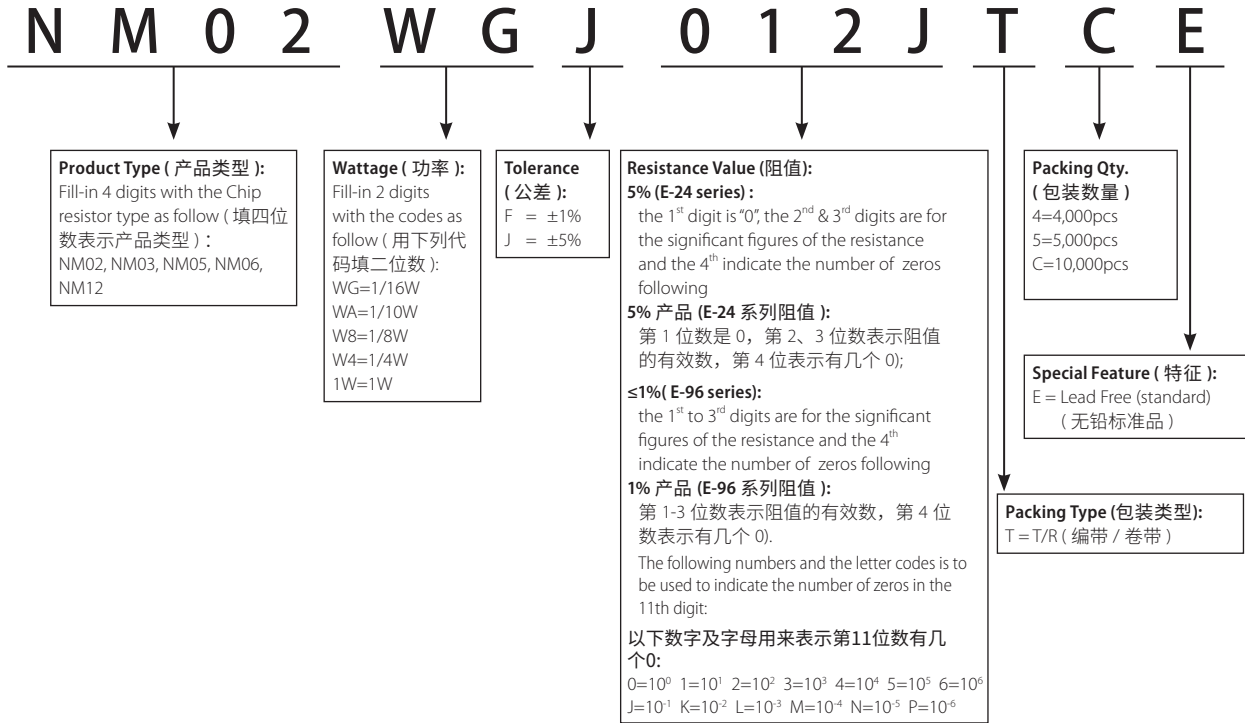 N M 0 2 W G J 0 1 2 J T C E
Product Type ( 产品类型 ):
Fill-in 4 digits with the Chip
resistor type as follow ( 填四位
数表示产品类型 ) :
NM02, NM03, NM05, NM06,
NM12
Wattage ( 功率 ):
Fill-in 2 digits
with the codes as
follow ( 用下列代
码填二位数 ):
WG=1/16W
WA=1/10W
W8=1/8W
W4=1/4W
1W=1W
Tolerance
( 公差 ):
F = ±1%
J = ±5%
Resistance Value (阻值):
5% (E-24 series) :
the 1st digit is “0”, the 2nd & 3rd digits are for
the significant figures of the resistance
and the 4th indicate the number of zeros
following
5% 产品 (E-24 系列阻值 ):
第 1 位数是 0，第 2、3 位数表示阻值
的有效数，第 4 位表示有几个 0);
≤1%( E-96 series):
the 1st to 3rd digits are for the significant
figures of the resistance and the 4th
indicate the number of zeros following
1% 产品 (E-96 系列阻值 ):
第 1-3 位数表示阻值的有效数，第 4 位
数表示有几个 0).
The following numbers and the letter codes is to
be used to indicate the number of zeros in the
11th digit:
以下数字及字母用来表示第11位数有几
个0:
0=10⁰ 1=10¹ 2=10² 3=10³ 4=10⁴ 5=10⁵ 6=10⁶
J=10⁻¹ K=10⁻² L=10⁻³ M=10⁻⁴ N=10⁻⁵ P=10⁻⁶
Packing Qty.
( 包装数量 )
4=4,000pcs
5=5,000pcs
C=10,000pcs
Special Feature ( 特征 ):
E = Lead Free (standard)
( 无铅标准品 )
Packing Type (包装类型):
T = T/R ( 编带 / 卷带 )